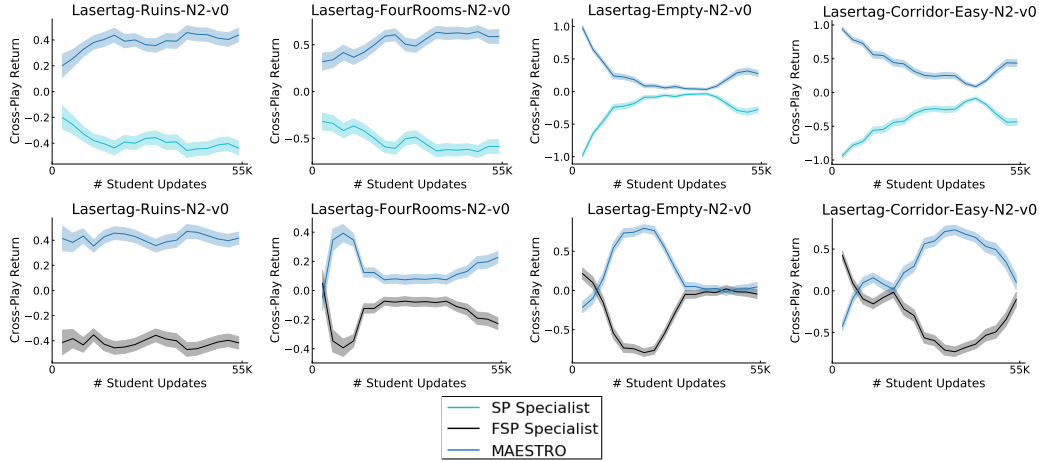 Lasertag-Ruins-N2-v0
Cross-Play Return
0.4
0.2
0.0
−0.2
−0.4
0
55K
# Student Updates
Lasertag-FourRooms-N2-v0
Cross-Play Return
0.5
0.0
−0.5
0
55K
# Student Updates
Lasertag-Empty-N2-v0
Cross-Play Return
1.0
0.5
0.0
−0.5
−1.0
0
55K
# Student Updates
Lasertag-Corridor-Easy-N2-v0
Cross-Play Return
1.0
0.5
0.0
−0.5
−1.0
0
55K
# Student Updates
Lasertag-Ruins-N2-v0
Cross-Play Return
0.4
0.2
0.0
−0.2
−0.4
0
55K
# Student Updates
Lasertag-FourRooms-N2-v0
Cross-Play Return
0.4
0.2
0.0
−0.2
−0.4
0
55K
# Student Updates
Lasertag-Empty-N2-v0
Cross-Play Return
0.5
0.0
−0.5
0
55K
# Student Updates
Lasertag-Corridor-Easy-N2-v0
Cross-Play Return
0.5
0.0
−0.5
0
55K
# Student Updates
SP Specialist
FSP Specialist
MAESTRO